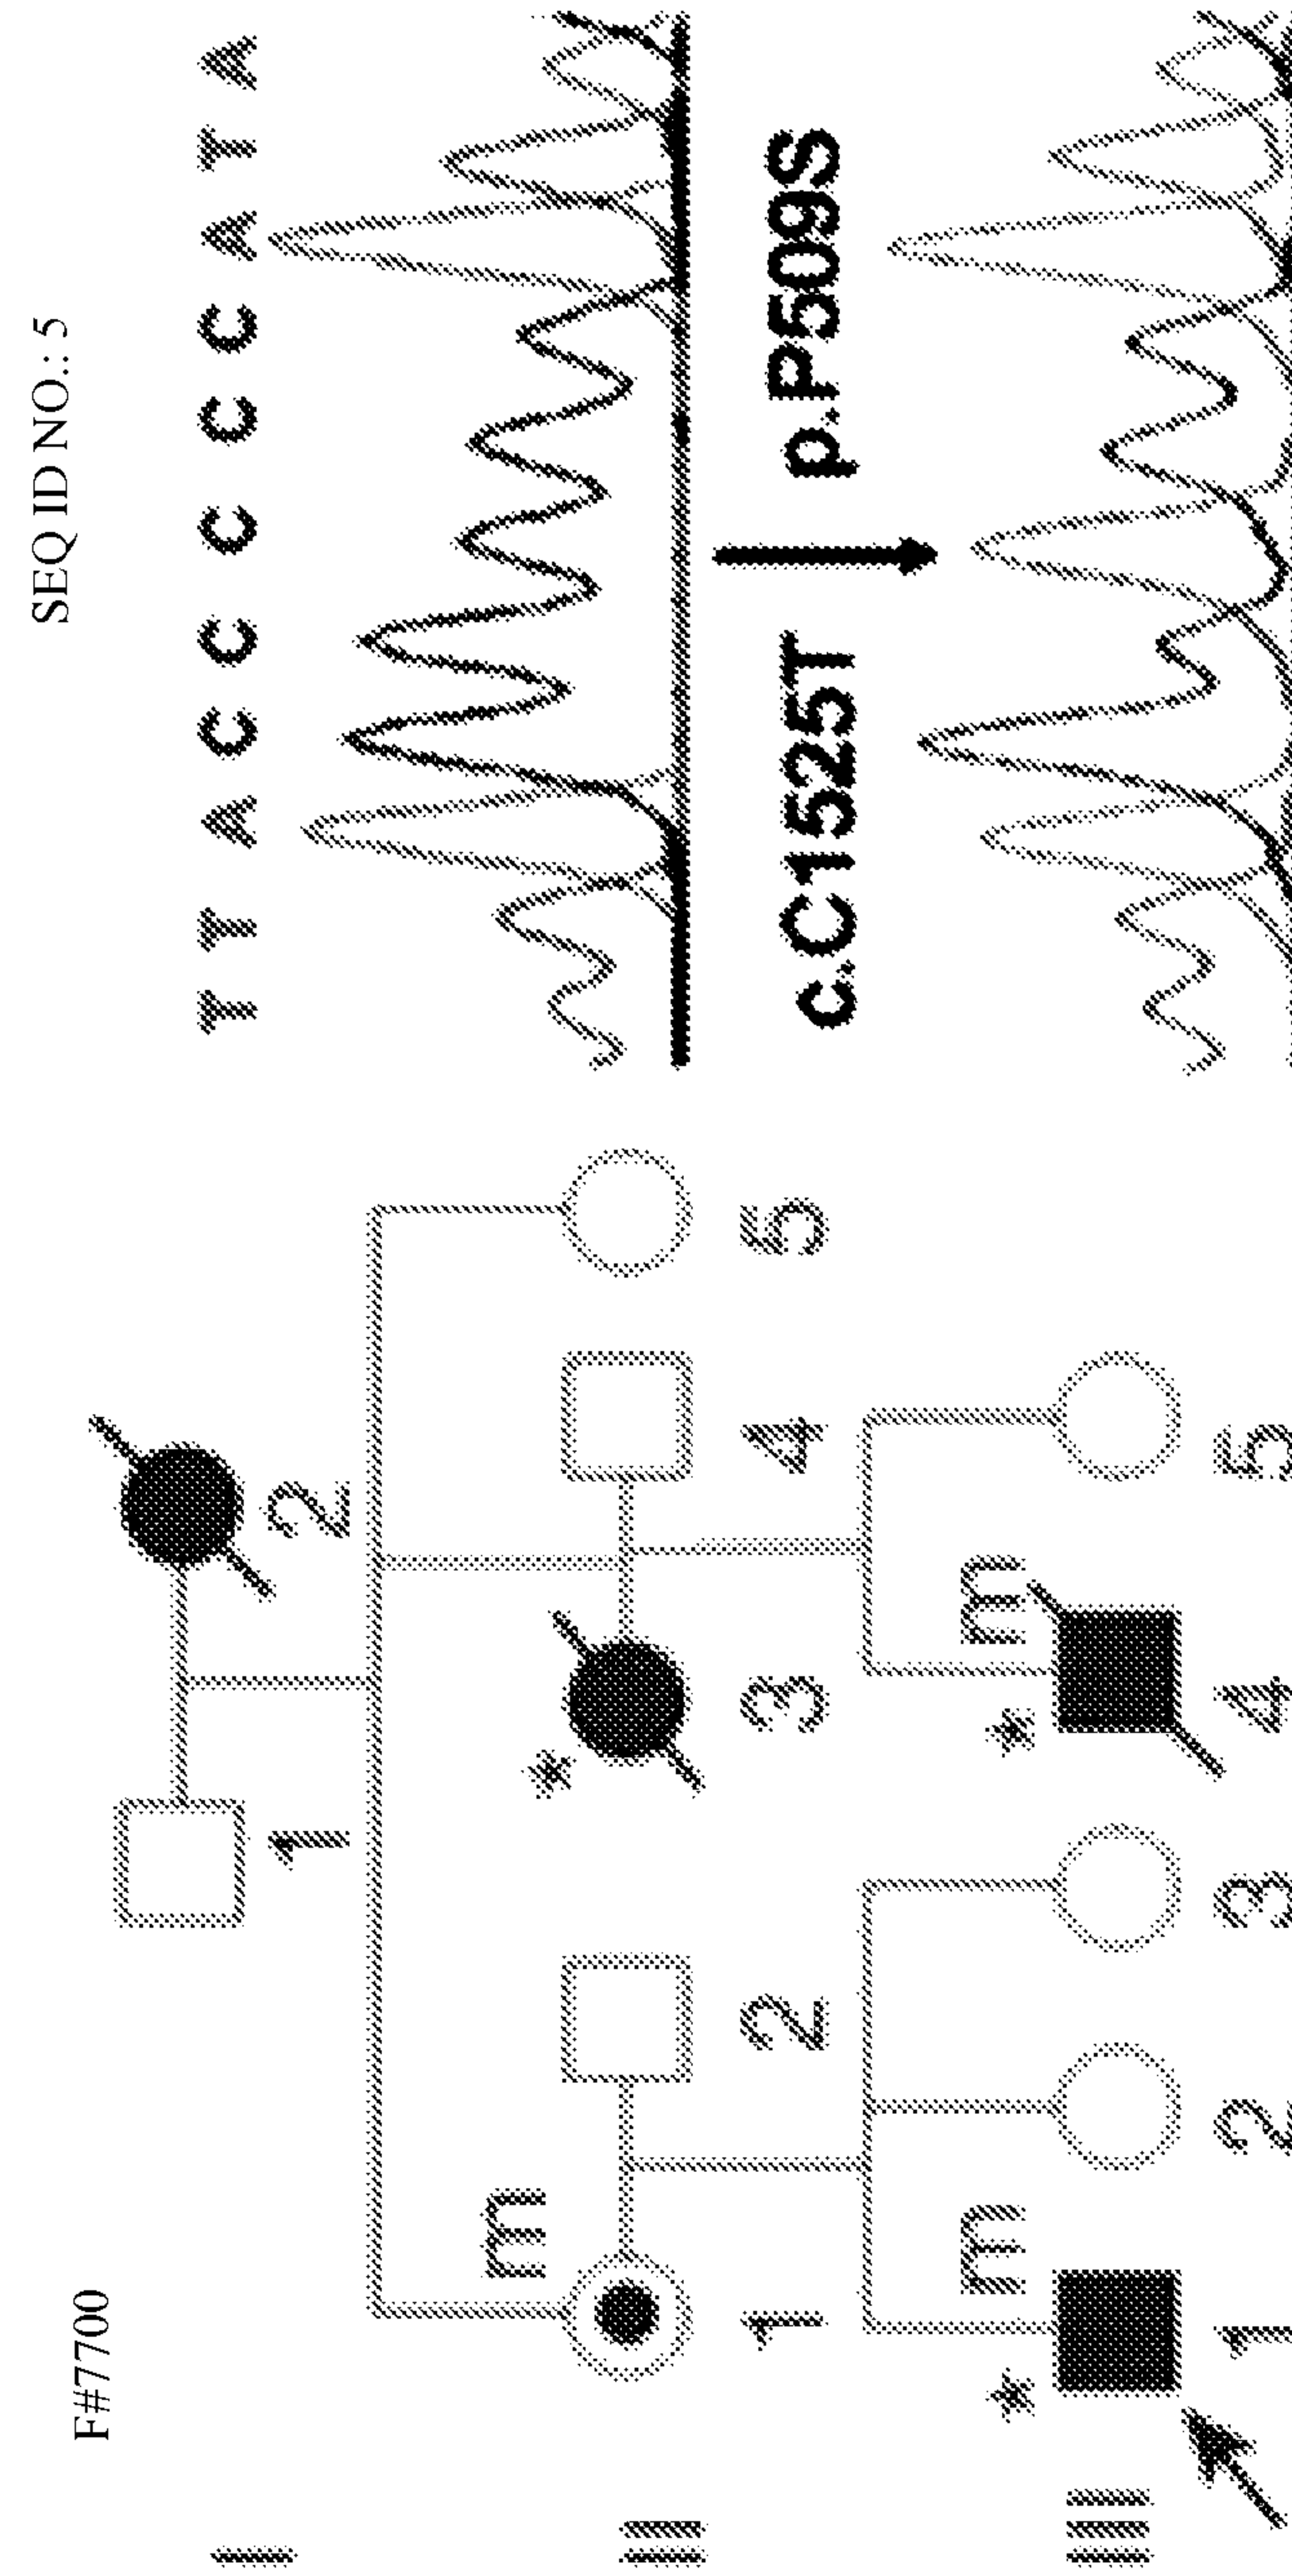 F#7700
SEQ ID NO.: 5
T T A C C C C C A T A
c.C1525T p.P509S
I
1 2
II
m *
1 2 3 4 5
III
* m * m
1 2 3 4 5